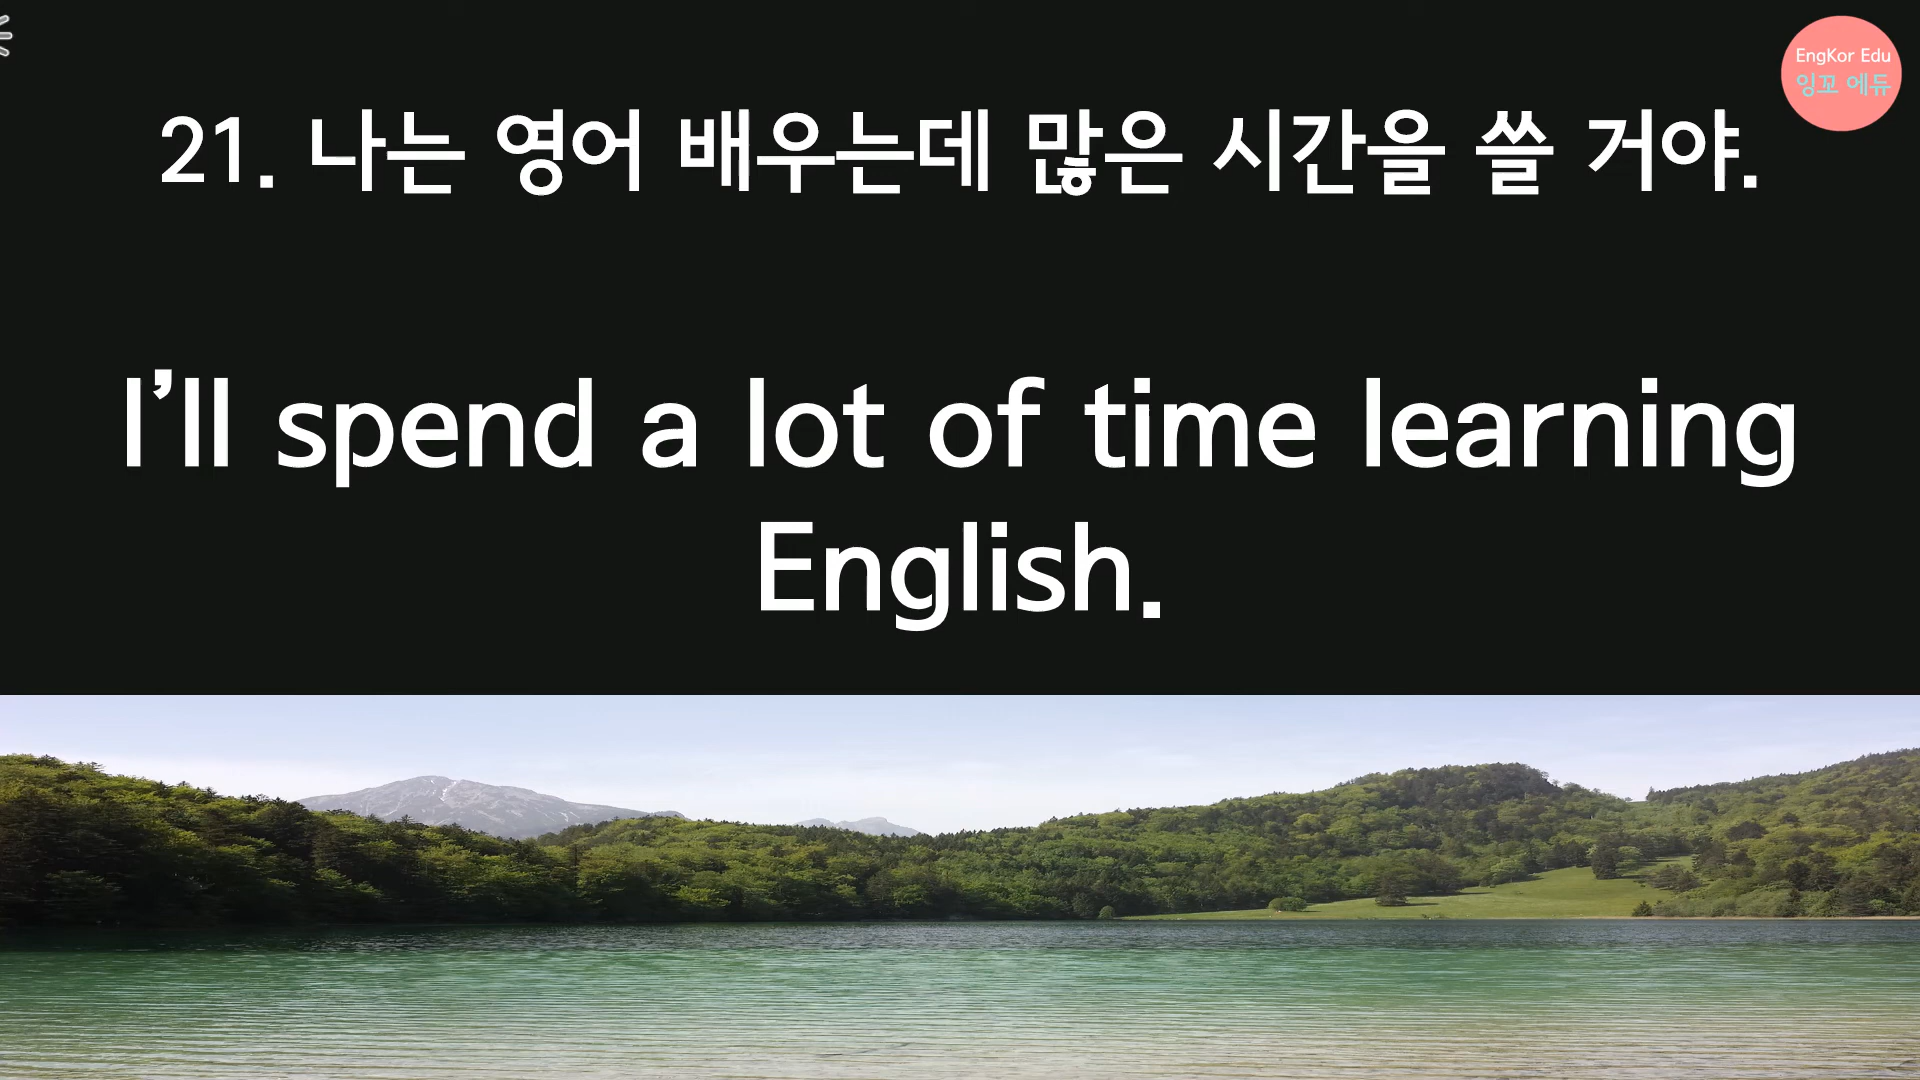 EngKor Edu
잉꼬 에듀
21. 나는 영어 배우는데 많은 시간을 쓸 거야.
I’ll spend a lot of time learning
English.